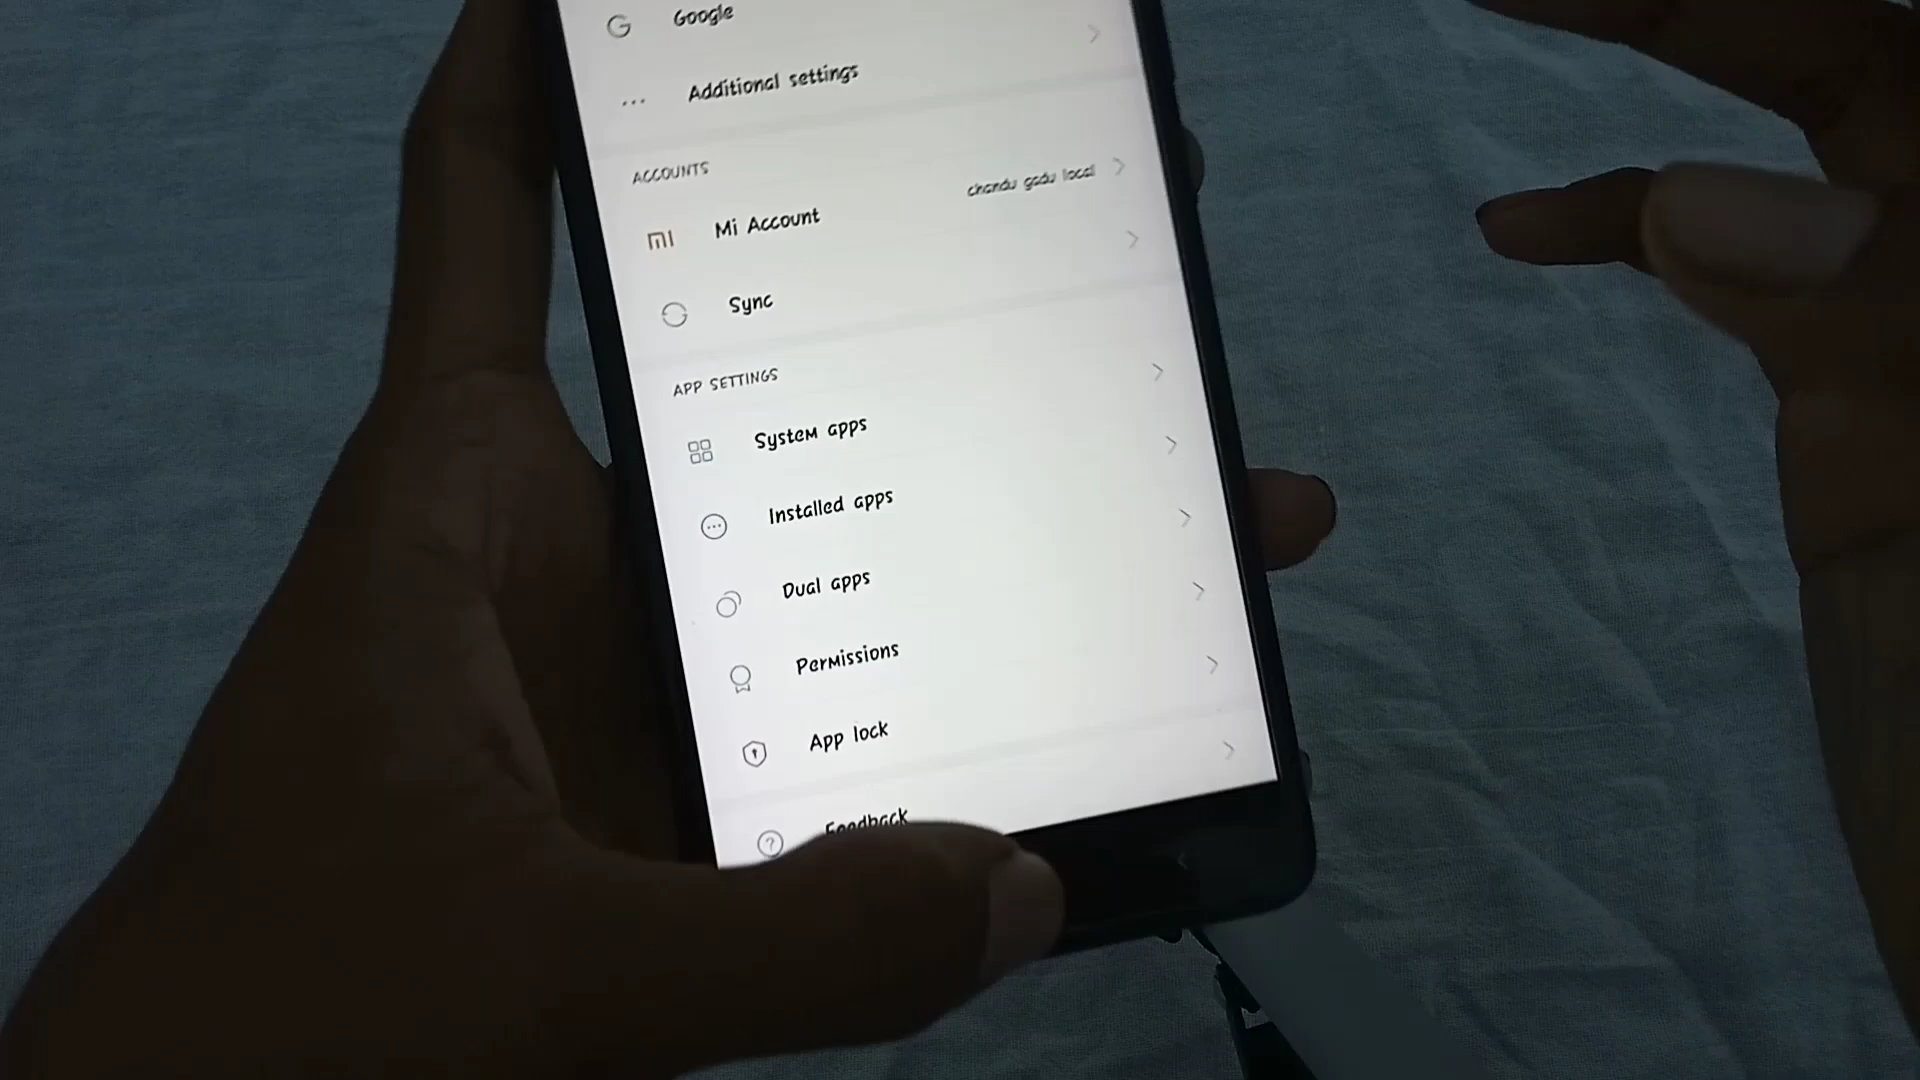 Google
Additional settings
ACCOUNTS
Mi Account
chandu gadu local
Sync
APP SETTINGS
System apps
Installed apps
Dual apps
Permissions
App lock
Feedback